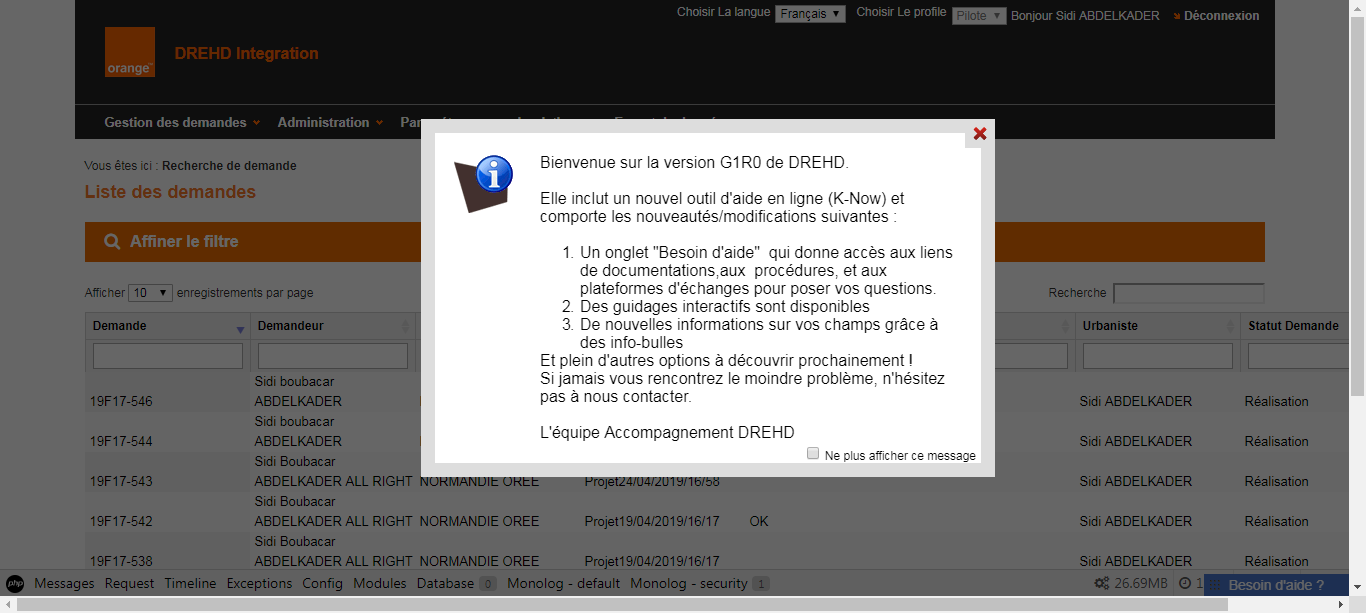 Choisir La langue Français Choisir Le profile Pilote Bonjour Sidi ABDELKADER Déconnexion
orange™
DREHD Integration
Gestion des demandes Administration
Vous êtes ici : Recherche de demande
Liste des demandes
Affiner le filtre
Bienvenue sur la version G1R0 de DREHD.
Elle inclut un nouvel outil d'aide en ligne (K-Now) et
comporte les nouveautés/modifications suivantes :
1. Un onglet "Besoin d'aide"  qui donne accès aux liens
de documentations,aux  procédures, et aux
plateformes d'échanges pour poser vos questions.
2. Des guidages interactifs sont disponibles
3. De nouvelles informations sur vos champs grâce à
des info-bulles
Et plein d'autres options à découvrir prochainement !
Si jamais vous rencontrez le moindre problème, n'hésitez
pas à nous contacter.
L'équipe Accompagnement DREHD
Ne plus afficher ce message
Afficher 10 enregistrements par page Recherche
Demande Demandeur Urbaniste Statut Demande
Sidi boubacar
19F17-546 ABDELKADER Sidi ABDELKADER Réalisation
Sidi boubacar
19F17-544 ABDELKADER Sidi ABDELKADER Réalisation
Sidi Boubacar
19F17-543 ABDELKADER ALL RIGHT NORMANDIE OREE Projet24/04/2019/16/58 Sidi ABDELKADER Réalisation
Sidi Boubacar
19F17-542 ABDELKADER ALL RIGHT NORMANDIE OREE Projet19/04/2019/16/17 OK Sidi ABDELKADER Réalisation
Sidi Boubacar
19F17-538 ABDELKADER ALL RIGHT NORMANDIE OREE Projet19/04/2019/16/17 Sidi ABDELKADER Réalisation
php Messages Request Timeline Exceptions Config Modules Database 0 Monolog - default Monolog - security 1 26.69MB Besoin d'aide ?